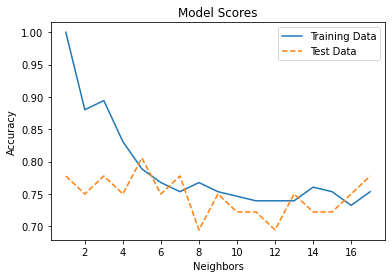 Model Scores
Training Data
Test Data
1.00
0.95
0.90
0.85
0.80
0.75
0.70
Accuracy
2 4 6 8 10 12 14 16
Neighbors